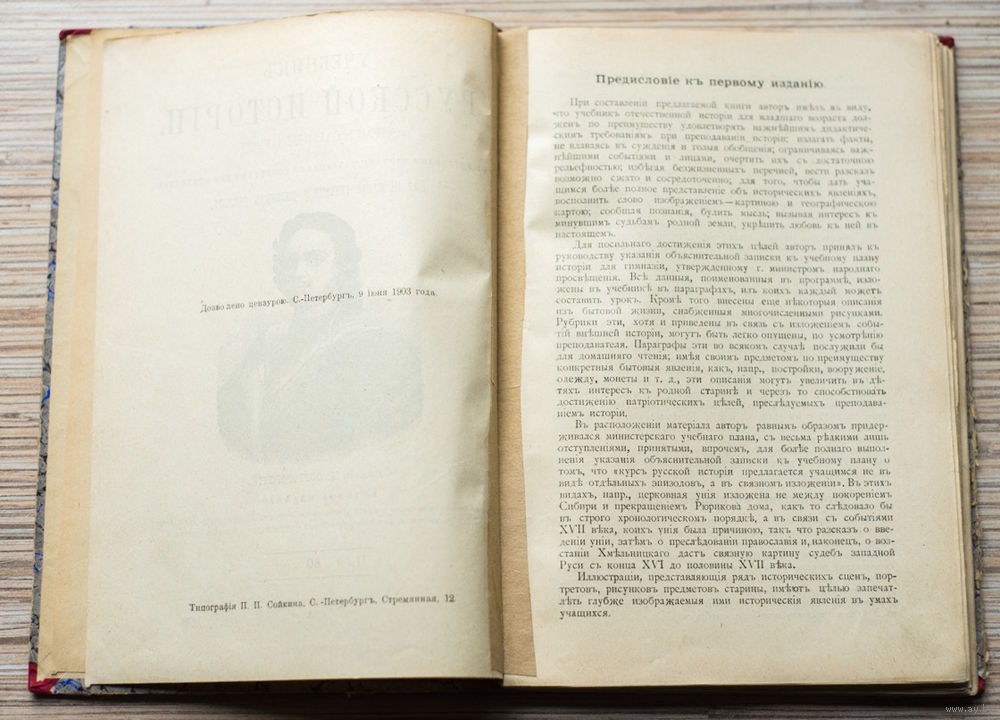 УЧЕБНИКЪ
РУССКОЙ ИСТОРІИ.
Дозволено цензурою. С.-Петербургъ, 9 іюня 1903 года.
Типографія П. П. Сойкина. С.-Петербургъ, Стремянная, 12.
Предисловіе къ первому изданію.
При составленіи предлагаемой книги авторъ имѣлъ въ виду,
что учебникъ отечественной исторіи для младшаго возраста дол-
женъ по преимуществу удовлетворять важнѣйшимъ дидактиче-
скимъ требованіямъ при преподаваніи исторіи: излагать факты,
не вдаваясь въ сужденія и голыя обобщенія; ограничиваясь важ-
нѣйшими событіями и лицами, очертить ихъ съ достаточною
рельефностью; избѣгая безжизненныхъ перечней, вести разсказъ
возможно сжато и сосредоточенно; для того, чтобы дать уча-
щимся болѣе полное представленіе объ историческихъ явленіяхъ,
восполнить слово изображеніемъ—картиною и географическою
картою; сообщая познанія, будить мысль; вызывая интересъ къ
минувшимъ судьбамъ родной земли, укрѣпить любовь къ ней въ
настоящемъ.
Для посильнаго достиженія этихъ цѣлей авторъ принялъ къ
руководству указанія объяснительной записки къ учебному плану
исторіи для гимназій, утвержденному г. министромъ народнаго
просвѣщенія. Всѣ данныя, поименованныя въ программѣ, изло-
жены въ учебникѣ въ параграфахъ, изъ коихъ каждый можетъ
составить урокъ. Кромѣ того внесены еще нѣкоторыя описанія
изъ бытовой жизни, снабженныя многочисленными рисунками.
Рубрики эти, хотя и приведены въ связь съ изложеніемъ собы-
тій внѣшней исторіи, могутъ быть легко опущены, по усмотрѣнію
преподавателя. Параграфы эти во всякомъ случаѣ послужили бы
для домашняго чтенія; имѣя своимъ предметомъ по преимуществу
конкретныя бытовыя явленія, какъ, напр., постройки, вооруженіе,
одежду, монеты и т. д., эти описанія могутъ увеличить въ дѣ-
тяхъ интересъ къ родной старинѣ и черезъ то способствовать
достиженію патріотическихъ цѣлей, преслѣдуемыхъ преподава-
ніемъ исторіи.
Въ расположеніи матеріала авторъ равнымъ образомъ придер-
живался министерскаго учебнаго плана, съ весьма рѣдкими лишь
отступленіями, принятыми, впрочемъ, для болѣе полнаго выпол-
ненія указанія объяснительной записки къ учебному плану о
томъ, что «курсъ русской исторіи предлагается учащимся не въ
видѣ отдѣльныхъ эпизодовъ, а въ связномъ изложеніи». Въ этихъ
видахъ, напр., церковная унія изложена не между покореніемъ
Сибири и прекращеніемъ Рюрикова дома, какъ то слѣдовало бы
въ строго хронологическомъ порядкѣ, а въ связи съ событіями
XVII вѣка, коихъ унія была причиною, такъ что разсказъ о вве-
деніи уніи, затѣмъ о преслѣдованіи православія и, наконецъ, о воз-
станіи Хмѣльницкаго дастъ связную картину судебъ западной
Руси съ конца XVI до половины XVII вѣка.
Иллюстраціи, представляющія рядъ историческихъ сценъ, пор-
третовъ, рисунковъ предметовъ старины, имѣютъ цѣлью запечат-
лѣть глубже изображаемыя ими историческія явленія въ умахъ
учащихся.